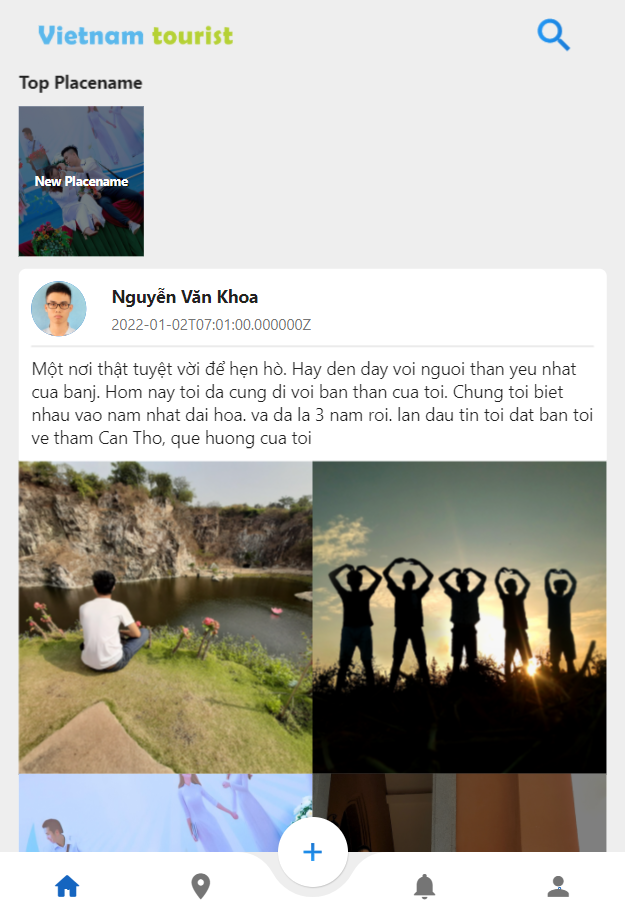 Vietnam tourist
Top Placename
New Placename
Nguyễn Văn Khoa
2022-01-02T07:01:00.000000Z
Một nơi thật tuyệt vời để hẹn hò. Hay den day voi nguoi than yeu nhat
cua banj. Hom nay toi da cung di voi ban than cua toi. Chung toi biet
nhau vao nam nhat dai hoa. va da la 3 nam roi. lan dau tin toi dat ban toi
ve tham Can Tho, que huong cua toi